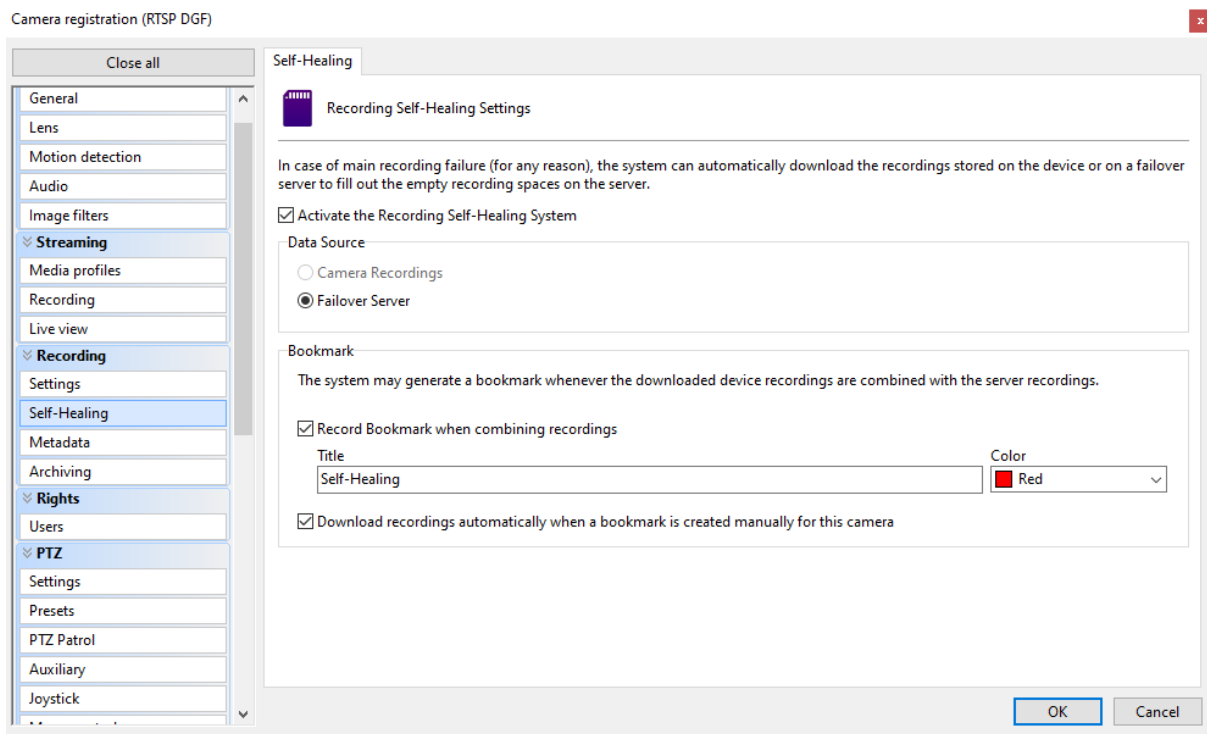 Camera registration (RTSP DGF)
x
Close all
General
Lens
Motion detection
Audio
Image filters
Streaming
Media profiles
Recording
Live view
Recording
Settings
Self-Healing
Metadata
Archiving
Rights
Users
PTZ
Settings
Presets
PTZ Patrol
Auxiliary
Joystick
Self-Healing
Recording Self-Healing Settings
In case of main recording failure (for any reason), the system can automatically download the recordings stored on the device or on a failover
server to fill out the empty recording spaces on the server.
Activate the Recording Self-Healing System
Data Source
Camera Recordings
Failover Server
Bookmark
The system may generate a bookmark whenever the downloaded device recordings are combined with the server recordings.
Record Bookmark when combining recordings
Title
Color
Self-Healing
Red
Download recordings automatically when a bookmark is created manually for this camera
OK
Cancel